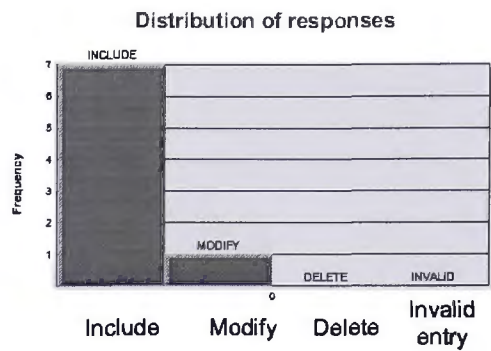 Distribution of responses
INCLUDE
7
6
5
4
3
2
1
Frequency
MODIFY
DELETE
INVALID
0
Include
Modify
Delete
Invalid
entry